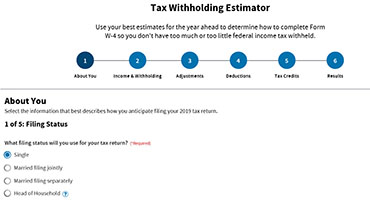 Tax Withholding Estimator
Use your best estimates for the year ahead to determine how to complete Form
W-4 so you don't have too much or too little federal income tax withheld.
1 2 3 4 5 6
About You Income & Withholding Adjustments Deductions Tax Credits Results
About You
Select the information that best describes how you anticipate filing your 2019 tax return.
1 of 5: Filing Status
What filing status will you use for your tax return? (*Required)
Single
Married filing jointly
Married filing separately
Head of Household ?